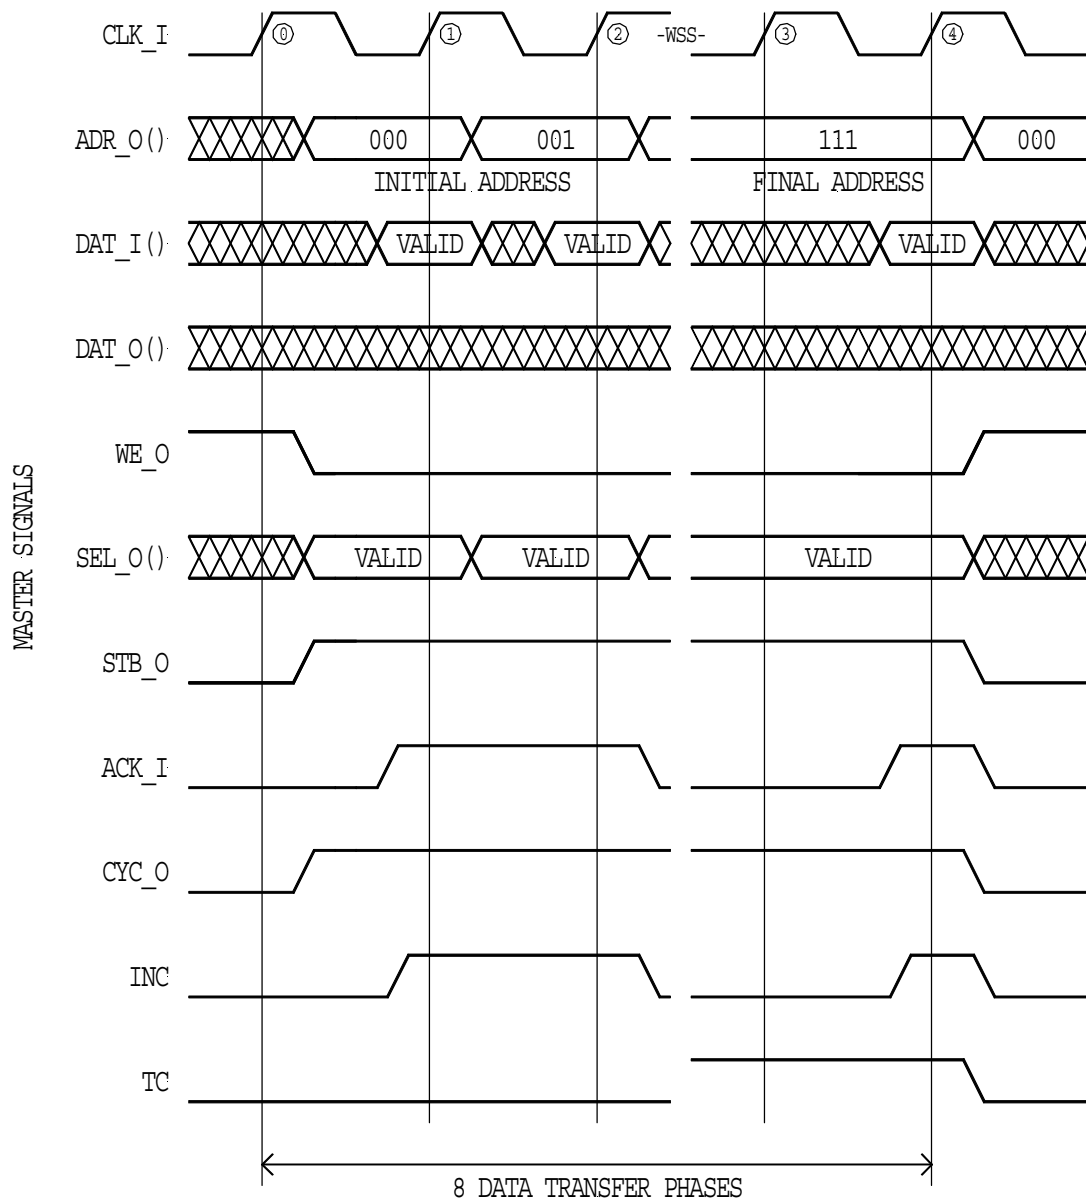 CLK_I 0 1 2 -WSS- 3 4
ADR_O() 000 001 111 000
INITIAL ADDRESS FINAL ADDRESS
DAT_I() VALID VALID VALID
DAT_O()
WE_O
MASTER SIGNALS
SEL_O() VALID VALID VALID
STB_O
ACK_I
CYC_O
INC
TC
8 DATA TRANSFER PHASES